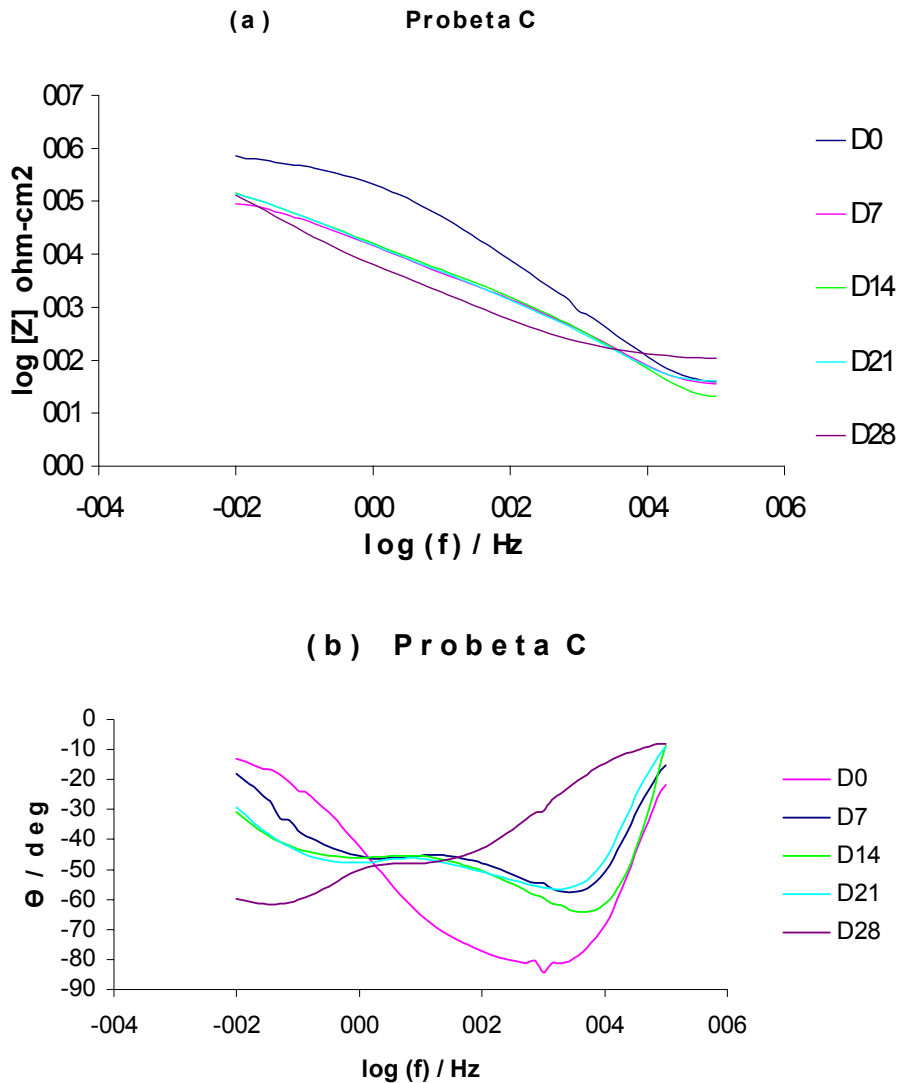 (a) Probeta C
007
006
005
004
003
002
001
000
log [Z] ohm-cm2
-004 -002 000 002 004 006
log (f) / Hz
D0
D7
D14
D21
D28
(b) Probeta C
0
-10
-20
-30
-40
-50
-60
-70
-80
-90
Θ / deg
-004 -002 000 002 004 006
log (f) / Hz
D0
D7
D14
D21
D28